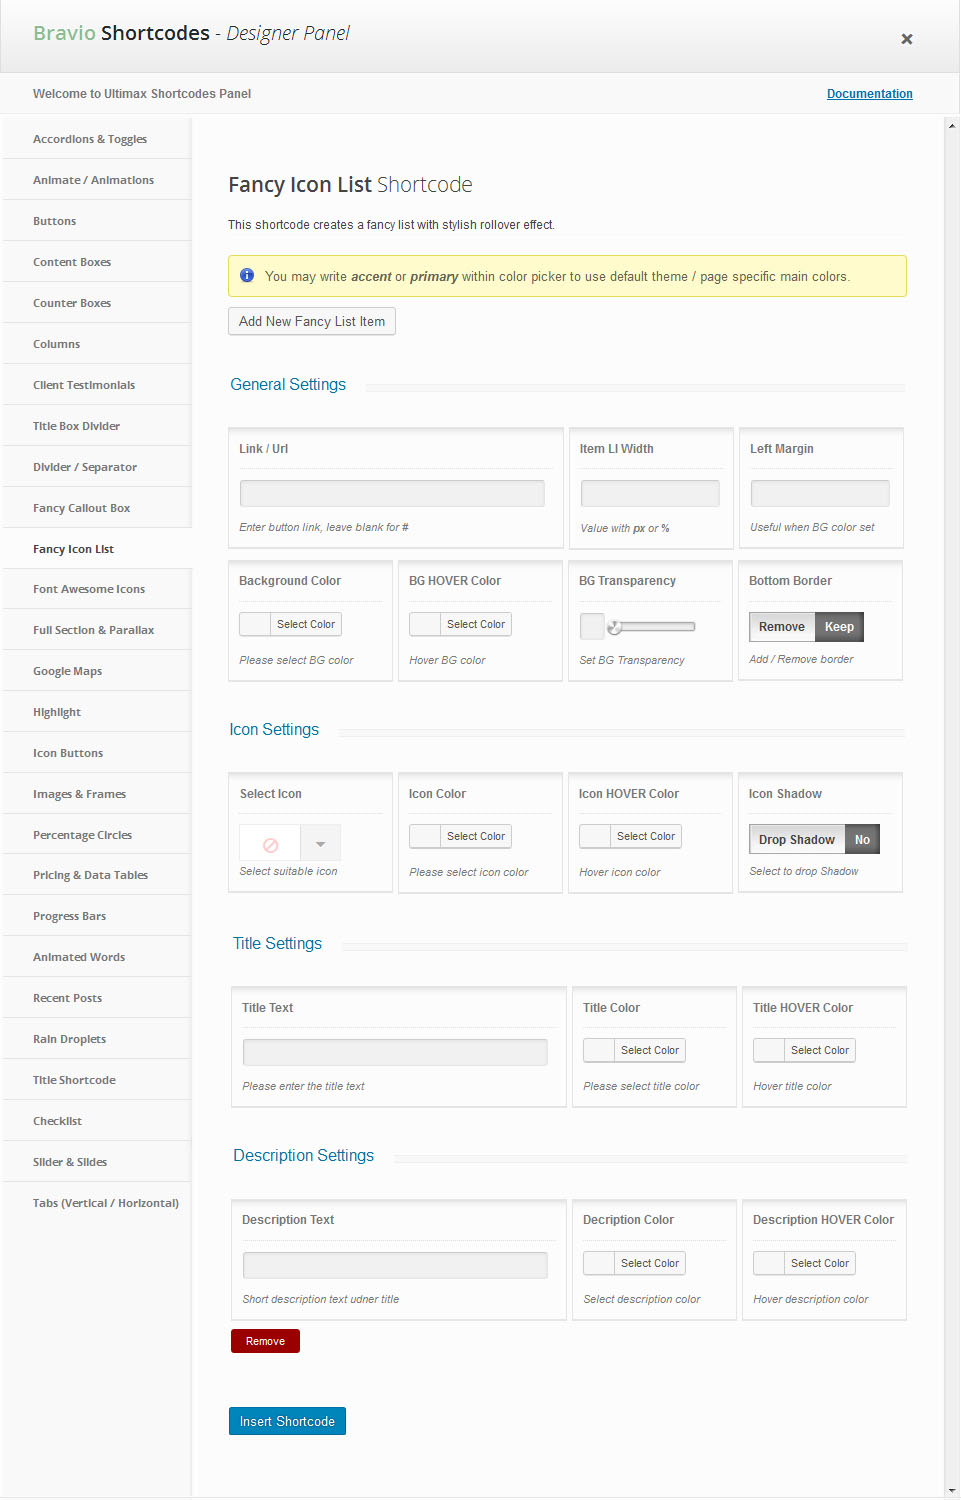 Bravio Shortcodes - Designer Panel
Welcome to Ultimax Shortcodes Panel
Documentation
Accordions & Toggles
Animate / Animations
Buttons
Content Boxes
Counter Boxes
Columns
Client Testimonials
Title Box Divider
Divider / Separator
Fancy Callout Box
Fancy Icon List
Font Awesome Icons
Full Section & Parallax
Google Maps
Highlight
Icon Buttons
Images & Frames
Percentage Circles
Pricing & Data Tables
Progress Bars
Animated Words
Recent Posts
Rain Droplets
Title Shortcode
Checklist
Slider & Slides
Tabs (Vertical / Horizontal)
Fancy Icon List Shortcode
This shortcode creates a fancy list with stylish rollover effect.
You may write accent or primary within color picker to use default theme / page specific main colors.
Add New Fancy List Item
General Settings
Link / Url
Enter button link, leave blank for #
Item LI Width
Value with px or %
Left Margin
Useful when BG color set
Background Color
Select Color
Please select BG color
BG HOVER Color
Select Color
Hover BG color
BG Transparency
Set BG Transparency
Bottom Border
Remove Keep
Add / Remove border
Icon Settings
Select Icon
Select suitable icon
Icon Color
Select Color
Please select icon color
Icon HOVER Color
Select Color
Hover icon color
Icon Shadow
Drop Shadow No
Select to drop Shadow
Title Settings
Title Text
Please enter the title text
Title Color
Select Color
Please select title color
Title HOVER Color
Select Color
Hover title color
Description Settings
Description Text
Short description text udner title
Decription Color
Select Color
Select description color
Description HOVER Color
Select Color
Hover description color
Remove
Insert Shortcode